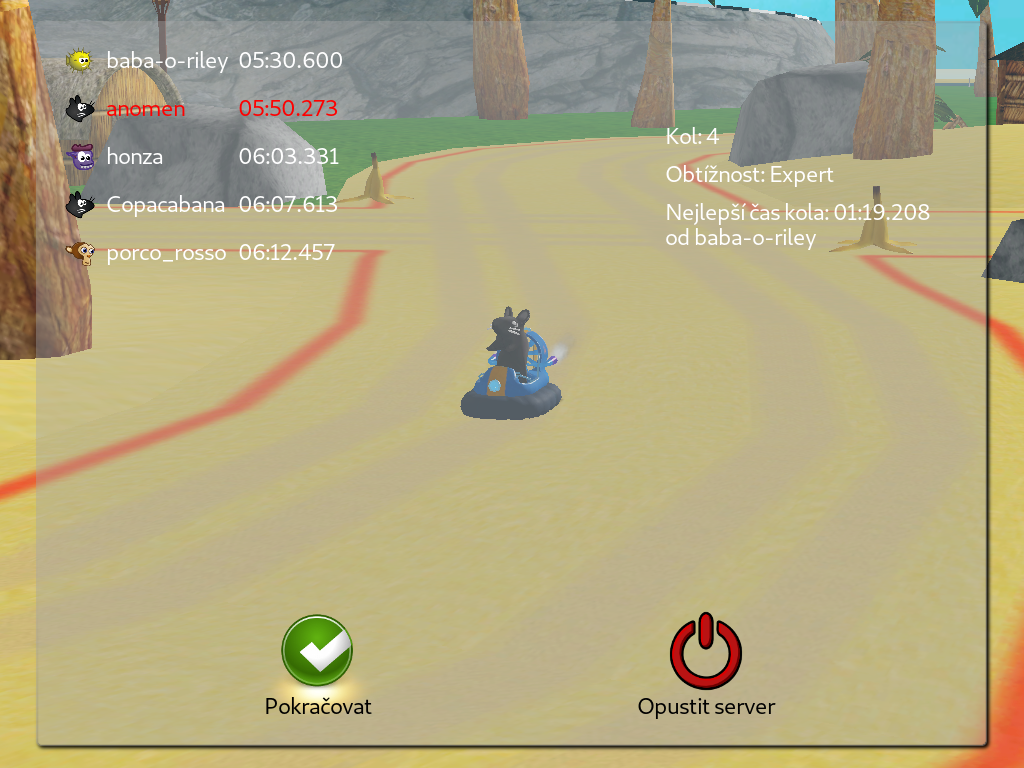 baba-o-riley 05:30.600
anomen 05:50.273
honza 06:03.331
Copacabana 06:07.613
porco_rosso 06:12.457
Kol: 4
Obtížnost: Expert
Nejlepší čas kola: 01:19.208
od baba-o-riley
Pokračovat
Opustit server